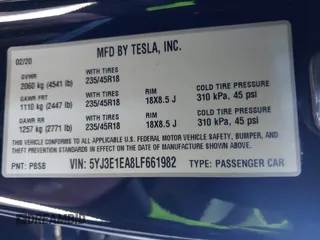 02/20
MFD BY TESLA, INC.
GVWR
2060 kg (4541 lb)
GAWR FRT
1110 kg (2447 lb)
GAWR RR
1257 kg (2771 lb)
WITH TIRES
235/45R18
WITH TIRES
235/45R18
WITH TIRES
235/45R18
RIM
18X8.5 J
RIM
18X8.5 J
COLD TIRE PRESSURE
310 kPa, 45 psi
COLD TIRE PRESSURE
310 kPa, 45 psi
THIS VEHICLE CONFORMS TO ALL APPLICABLE U.S. FEDERAL MOTOR VEHICLE SAFETY, BUMPER, AND
THEFT PREVENTION STANDARDS IN EFFECT ON THE DATE OF MANUFACTURE SHOWN ABOVE.
PNT: PBSB
VIN: 5YJ3E1EA8LF661982
TYPE: PASSENGER CAR